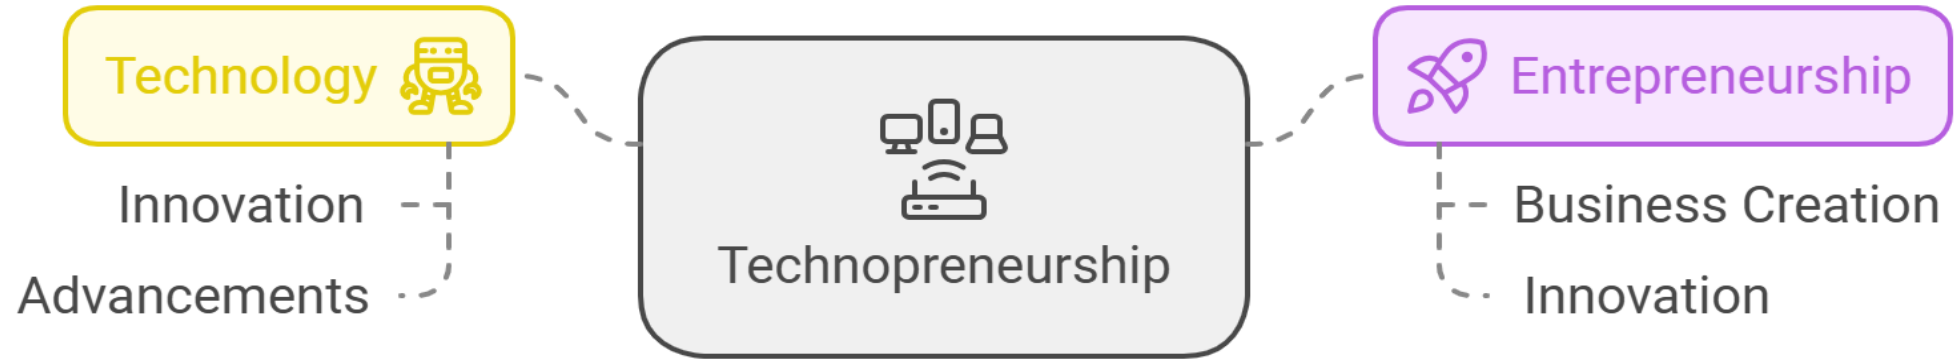 Technology
Innovation
Advancements
Technopreneurship
Entrepreneurship
Business Creation
Innovation